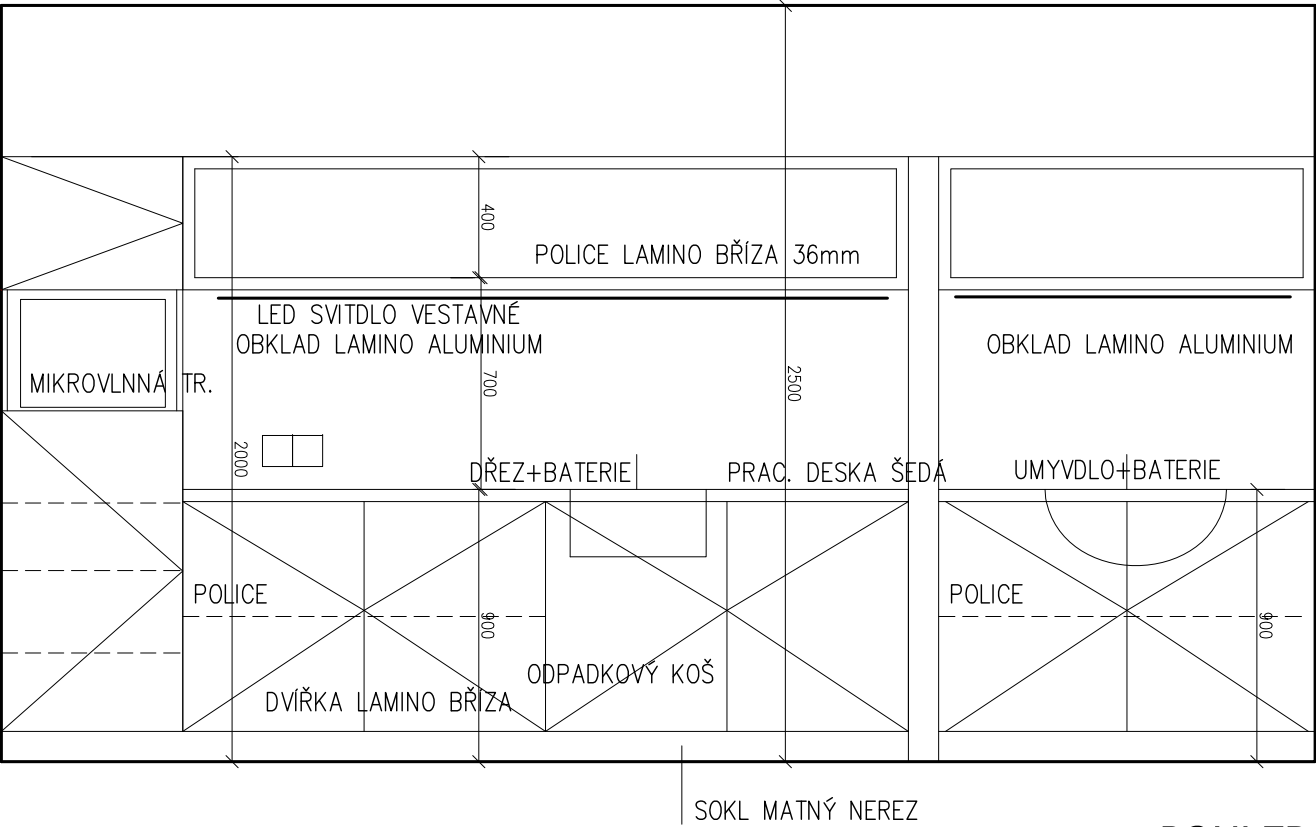 400
POLICE LAMINO BŘÍZA 36mm
LED SVITDLO VESTAVNÉ
OBKLAD LAMINO ALUMINIUM
OBKLAD LAMINO ALUMINIUM
MIKROVLNNÁ TR.
700
2500
2000
DŘEZ+BATERIE
PRAC. DESKA ŠEDÁ
UMYVDLO+BATERIE
POLICE
POLICE
900
900
ODPADKOVÝ KOŠ
DVÍŘKA LAMINO BŘÍZA
SOKL MATNÝ NEREZ